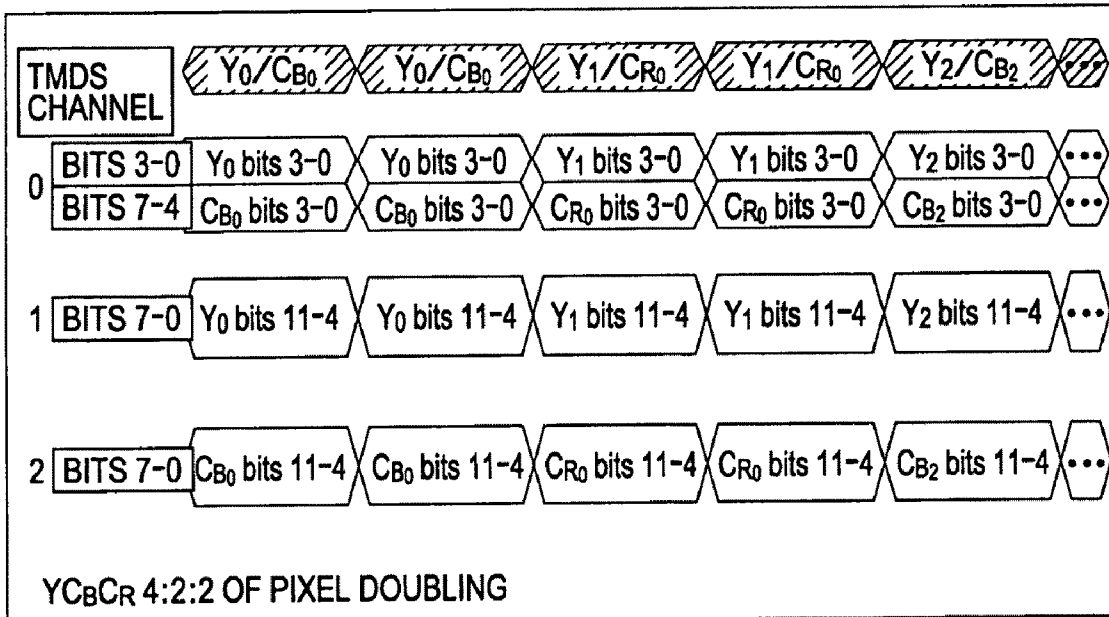 TMDS CHANNEL Y0/CB0 Y0/CB0 Y1/CR0 Y1/CR0 Y2/CB2 •••
0 BITS 3-0 Y0 bits 3-0 Y0 bits 3-0 Y1 bits 3-0 Y1 bits 3-0 Y2 bits 3-0 •••
BITS 7-4 CB0 bits 3-0 CB0 bits 3-0 CR0 bits 3-0 CR0 bits 3-0 CB2 bits 3-0 •••
1 BITS 7-0 Y0 bits 11-4 Y0 bits 11-4 Y1 bits 11-4 Y1 bits 11-4 Y2 bits 11-4 •••
2 BITS 7-0 CB0 bits 11-4 CB0 bits 11-4 CR0 bits 11-4 CR0 bits 11-4 CB2 bits 11-4 •••
YCBCR 4:2:2 OF PIXEL DOUBLING